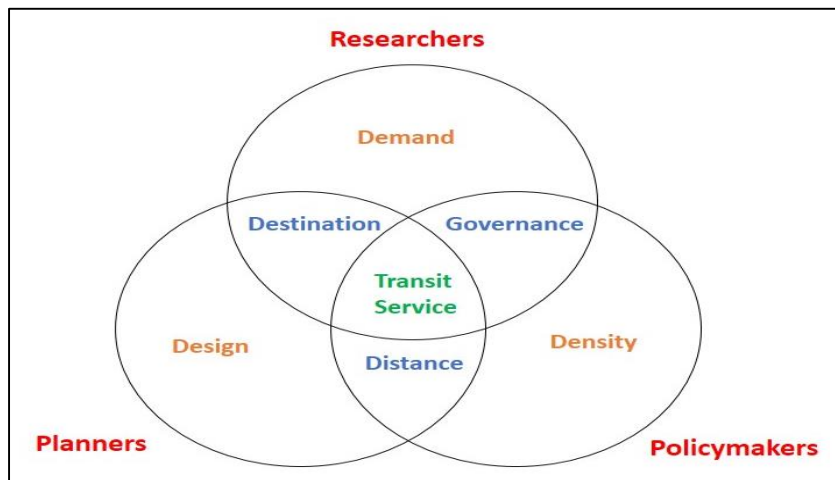 Researchers
Demand
Destination
Governance
Transit
Service
Design
Distance
Density
Planners
Policymakers